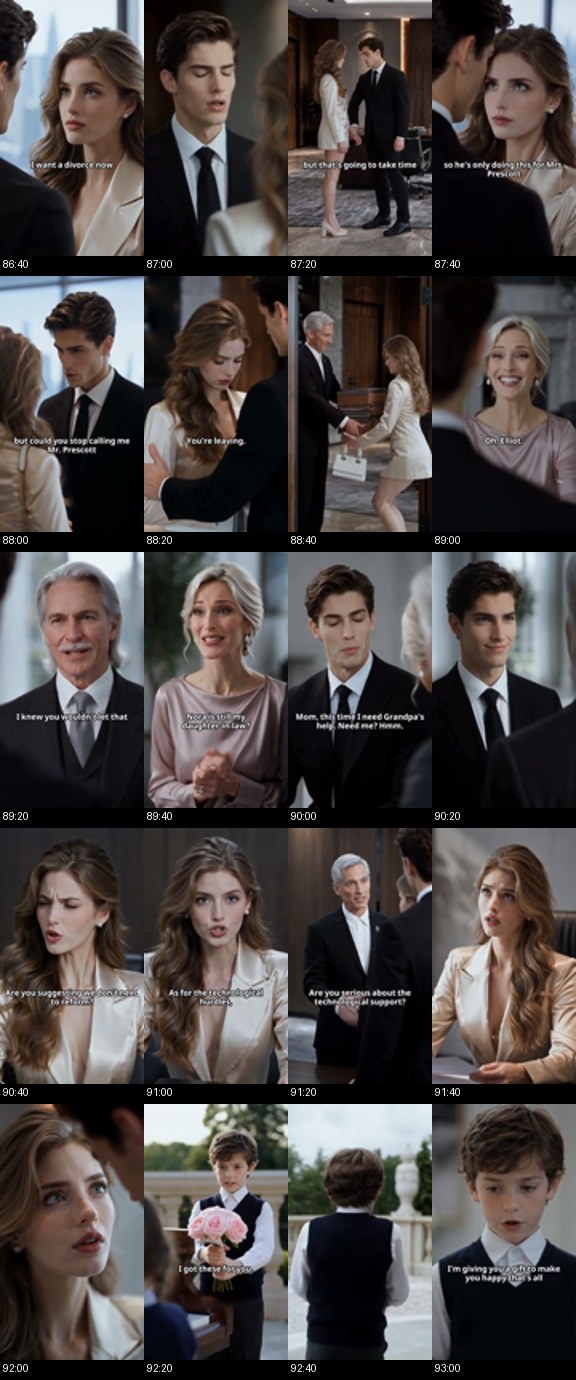 I want a divorce now
but that's going to take time
so he's only doing this for Mrs.
Prescott
86:40
87:00
87:20
87:40
but could you stop calling me
Mr. Prescott
You're leaving.
Oh, Elliot.
88:00
88:20
88:40
89:00
I knew you wouldn't let that
Nora is still my
daughter-in-law?
Mom, this time I need Grandpa's
help. Need me? Hmm.
89:20
89:40
90:00
90:20
Are you suggesting we don't need
to reform?
As for the technological
hurdles,
Are you serious about the
technological support?
90:40
91:00
91:20
91:40
I got these for you.
I'm giving you a gift to make
you happy that's all
92:00
92:20
92:40
93:00